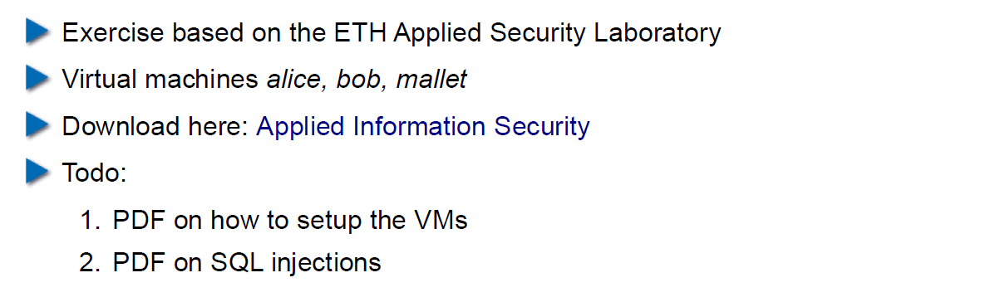 Exercise based on the ETH Applied Security Laboratory
Virtual machines alice, bob, mallet
Download here: Applied Information Security
Todo:
1. PDF on how to setup the VMs
2. PDF on SQL injections